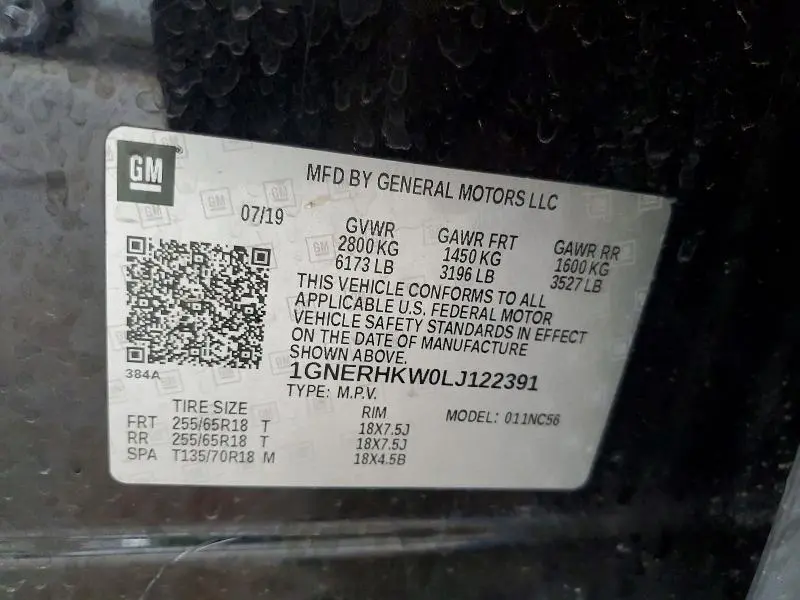 GM
MFD BY GENERAL MOTORS LLC
07/19
GVWR GAWR FRT GAWR RR
2800 KG 1450 KG 1600 KG
6173 LB 3196 LB 3527 LB
THIS VEHICLE CONFORMS TO ALL
APPLICABLE U.S. FEDERAL MOTOR
VEHICLE SAFETY STANDARDS IN EFFECT
ON THE DATE OF MANUFACTURE
SHOWN ABOVE.
384A
1GNERHKW0LJ122391
TYPE: M.P.V.
MODEL: 011NC56
TIRE SIZE RIM
FRT 255/65R18 T 18X7.5J
RR 255/65R18 T 18X7.5J
SPA T135/70R18 M 18X4.5B